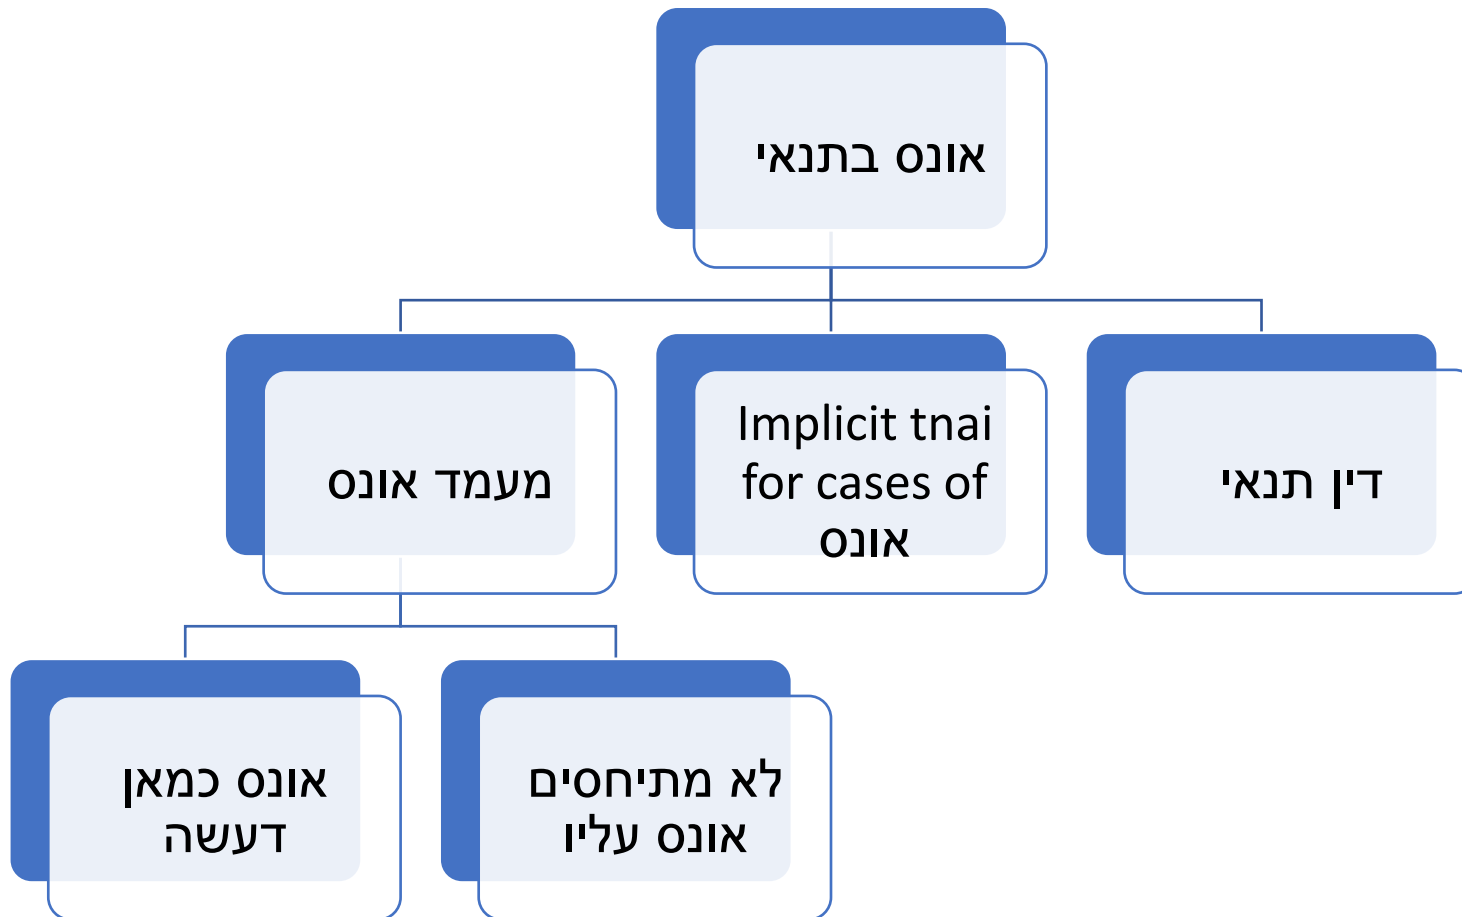 אונס בתנאי
דין תנאי
Implicit tnai
for cases of
אונס
מעמד אונס
לא מתיחסים
אונס עליו
אונס כמאן
דעשה